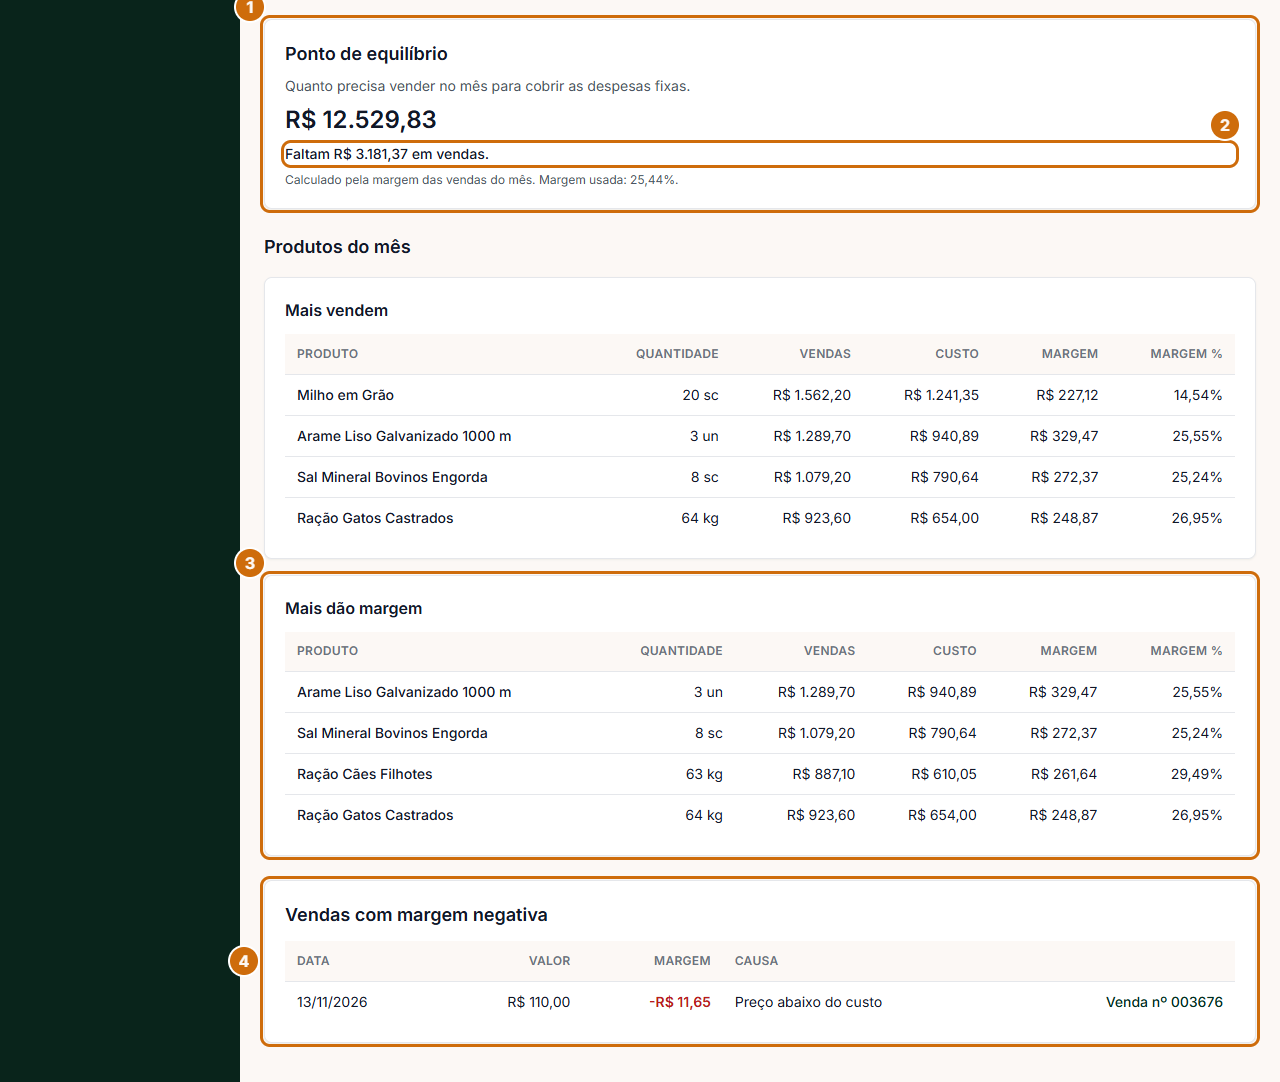 1
Ponto de equilíbrio
Quanto precisa vender no mês para cobrir as despesas fixas.
R$ 12.529,83
2
Faltam R$ 3.181,37 em vendas.
Calculado pela margem das vendas do mês. Margem usada: 25,44%.
Produtos do mês
Mais vendem
PRODUTO QUANTIDADE VENDAS CUSTO MARGEM MARGEM %
Milho em Grão 20 sc R$ 1.562,20 R$ 1.241,35 R$ 227,12 14,54%
Arame Liso Galvanizado 1000 m 3 un R$ 1.289,70 R$ 940,89 R$ 329,47 25,55%
Sal Mineral Bovinos Engorda 8 sc R$ 1.079,20 R$ 790,64 R$ 272,37 25,24%
Ração Gatos Castrados 64 kg R$ 923,60 R$ 654,00 R$ 248,87 26,95%
3
Mais dão margem
PRODUTO QUANTIDADE VENDAS CUSTO MARGEM MARGEM %
Arame Liso Galvanizado 1000 m 3 un R$ 1.289,70 R$ 940,89 R$ 329,47 25,55%
Sal Mineral Bovinos Engorda 8 sc R$ 1.079,20 R$ 790,64 R$ 272,37 25,24%
Ração Cães Filhotes 63 kg R$ 887,10 R$ 610,05 R$ 261,64 29,49%
Ração Gatos Castrados 64 kg R$ 923,60 R$ 654,00 R$ 248,87 26,95%
Vendas com margem negativa
4
DATA VALOR MARGEM CAUSA
13/11/2026 R$ 110,00 -R$ 11,65 Preço abaixo do custo Venda nº 003676